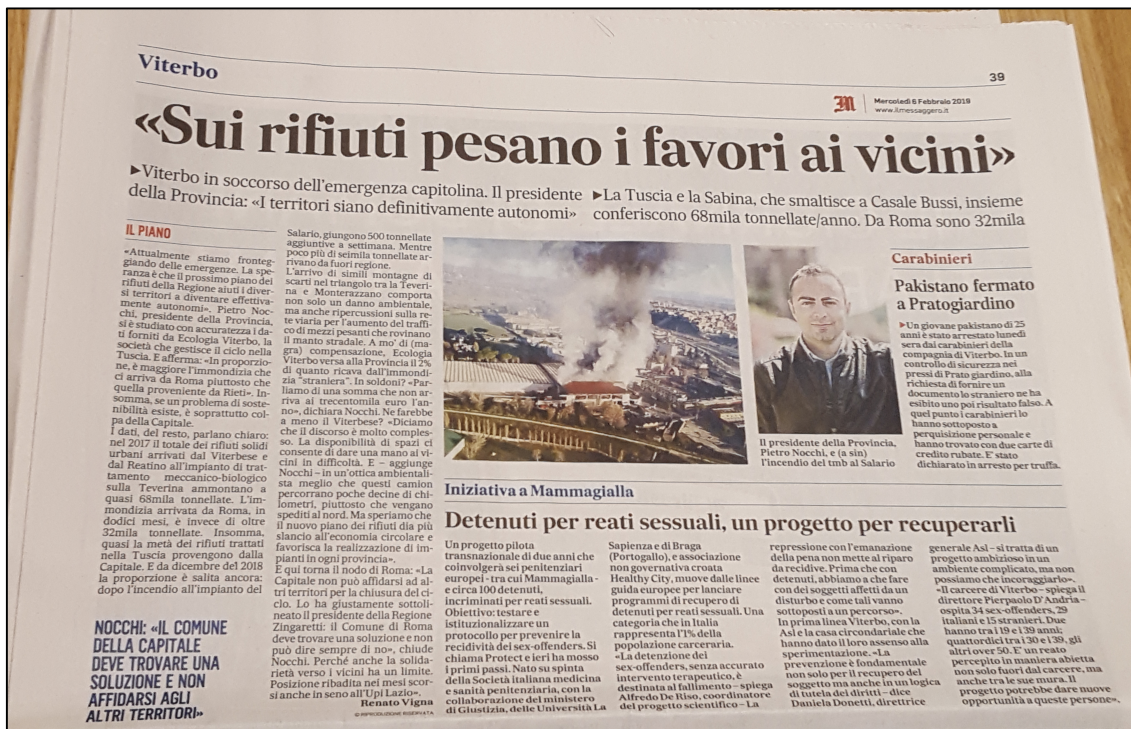 Viterbo
39
M
Mercoledì 6 Febbraio 2019
www.ilmessaggero.it
«Sui rifiuti pesano i favori ai vicini»
►Viterbo in soccorso dell'emergenza capitolina. Il presidente
della Provincia: «I territori siano definitivamente autonomi»
►La Tuscia e la Sabina, che smaltisce a Casale Bussi, insieme
conferiscono 68mila tonnellate/anno. Da Roma sono 32mila
IL PIANO
«Attualmente stiamo fronteg-
giando delle emergenze. La spe-
ranza è che il prossimo piano dei
rifiuti della Regione aiuti i diver-
si territori a diventare effettiva-
mente autonomi». Pietro Noc-
chi, presidente della Provincia,
si è studiato con accuratezza i da-
ti forniti da Ecologia Viterbo, la
società che gestisce il ciclo nella
Tuscia. E afferma: «In proporzio-
ne, è maggiore l'immondizia che
ci arriva da Roma piuttosto che
quella proveniente da Rieti». In-
somma, se un problema di soste-
nibilità esiste, è soprattutto col-
pa della Capitale.
I dati, del resto, parlano chiaro:
nel 2017 il totale dei rifiuti solidi
urbani arrivati dal Viterbese e
dal Reatino all'impianto di trat-
tamento meccanico-biologico
sulla Teverina ammontano a
quasi 68mila tonnellate. L'im-
mondizia arrivata da Roma, in
dodici mesi, è invece di oltre
32mila tonnellate. Insomma,
quasi la metà dei rifiuti trattati
nella Tuscia provengono dalla
Capitale. E da dicembre del 2018
la proporzione è salita ancora:
dopo l'incendio all'impianto del
NOCCHI: «IL COMUNE
DELLA CAPITALE
DEVE TROVARE UNA
SOLUZIONE E NON
AFFIDARSI AGLI
ALTRI TERRITORI»
Salario, giungono 500 tonnellate
aggiuntive a settimana. Mentre
poco più di seimila tonnellate ar-
rivano da fuori regione.
L'arrivo di simili montagne di
scarti nel triangolo tra la Teveri-
na e Monterazzano comporta
non solo un danno ambientale,
ma anche ripercussioni sulla re-
te viaria per l'aumento del traffi-
co di mezzi pesanti che rovinano
il manto stradale. A mo' di (ma-
gra) compensazione, Ecologia
Viterbo versa alla Provincia il 2%
di quanto ricava dall'immondi-
zia "straniera". In soldoni? «Par-
liamo di una somma che non ar-
riva ai trecentomila euro l'an-
no», dichiara Nocchi. Ne farebbe
a meno il Viterbese? «Diciamo
che il discorso è molto comples-
so. La disponibilità di spazi ci
consente di dare una mano ai vi-
cini in difficoltà. E – aggiunge
Nocchi – in un'ottica ambientali-
sta meglio che questi camion
percorrano poche decine di chi-
lometri, piuttosto che vengano
spediti al nord. Ma speriamo che
il nuovo piano dei rifiuti dia più
slancio all'economia circolare e
favorisca la realizzazione di im-
pianti in ogni provincia».
E qui torna il nodo di Roma: «La
Capitale non può affidarsi ad al-
tri territori per la chiusura del ci-
clo. Lo ha giustamente sottoli-
neato il presidente della Regione
Zingaretti: il Comune di Roma
deve trovare una soluzione e non
può dire sempre di no», chiude
Nocchi. Perché anche la solida-
rietà verso i vicini ha un limite.
Posizione ribadita nei mesi scor-
si anche in seno all'Upi Lazio».
Renato Vigna
© RIPRODUZIONE RISERVATA
Il presidente della Provincia,
Pietro Nocchi, e (a sin)
l'incendio del tmb al Salario
Carabinieri
Pakistano fermato
a Pratogiardino
►Un giovane pakistano di 25
anni è stato arrestato lunedì
sera dai carabinieri della
compagnia di Viterbo. In un
controllo di sicurezza nei
pressi di Prato giardino, alla
richiesta di fornire un
documento lo straniero ne ha
esibito uno poi risultato falso. A
quel punto i carabinieri lo
hanno sottoposto a
perquisizione personale e
hanno trovato con due carte di
credito rubate. E' stato
dichiarato in arresto per truffa.
Iniziativa a Mammagialla
Detenuti per reati sessuali, un progetto per recuperarli
Un progetto pilota
transnazionale di due anni che
coinvolgerà sei penitenziari
europei - tra cui Mammagialla -
e circa 100 detenuti,
incriminati per reati sessuali.
Obiettivo: testare e
istituzionalizzare un
protocollo per prevenire la
recidività dei sex-offenders. Si
chiama Protect e ieri ha mosso
i primi passi. Nato su spinta
della Società italiana medicina
e sanità penitenziaria, con la
collaborazione del ministero
di Giustizia, delle Università La
Sapienza e di Braga
(Portogallo), e associazione
non governativa croata
Healthy City, muove dalle linee
guida europee per lanciare
programmi di recupero di
detenuti per reati sessuali. Una
categoria che in Italia
rappresenta l'1% della
popolazione carceraria.
«La detenzione dei
sex-offenders, senza accurato
intervento terapeutico, è
destinata al fallimento – spiega
Alfredo De Riso, coordinatore
del progetto scientifico – La
repressione con l'emanazione
della pena non mette al riparo
da recidive. Prima che con
detenuti, abbiamo a che fare
con dei soggetti affetti da un
disturbo e come tali vanno
sottoposti a un percorso».
In prima linea Viterbo, con la
Asl e la casa circondariale che
hanno dato il loro assenso alla
sperimentazione. «La
prevenzione è fondamentale
non solo per il recupero del
soggetto ma anche in un logica
di tutela dei diritti – dice
Daniela Donetti, direttrice
generale Asl – si tratta di un
progetto ambizioso in un
ambiente complicato, ma non
possiamo che incoraggiarlo».
«Il carcere di Viterbo – spiega il
direttore Pierpaolo D'Andria –
ospita 34 sex-offenders, 29
italiani e 15 stranieri. Due
hanno tra i 19 e i 39 anni;
quattordici tra i 30 e i 39, gli
altri over 50. E' un reato
percepito in maniera abietta
non solo fuori dal carcere, ma
anche tra le sue mura. Il
progetto potrebbe dare nuove
opportunità a queste persone».